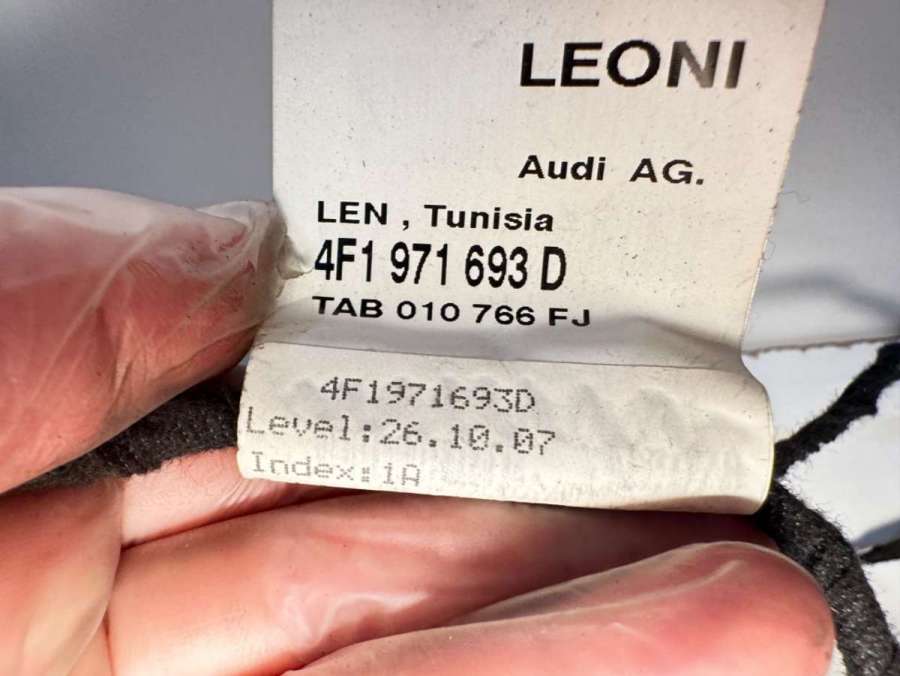 LEONI
Audi AG.
LEN , Tunisia
4F1 971 693 D
TAB 010 766 FJ
4F1971693D
Level:26.10.07
Index:1A